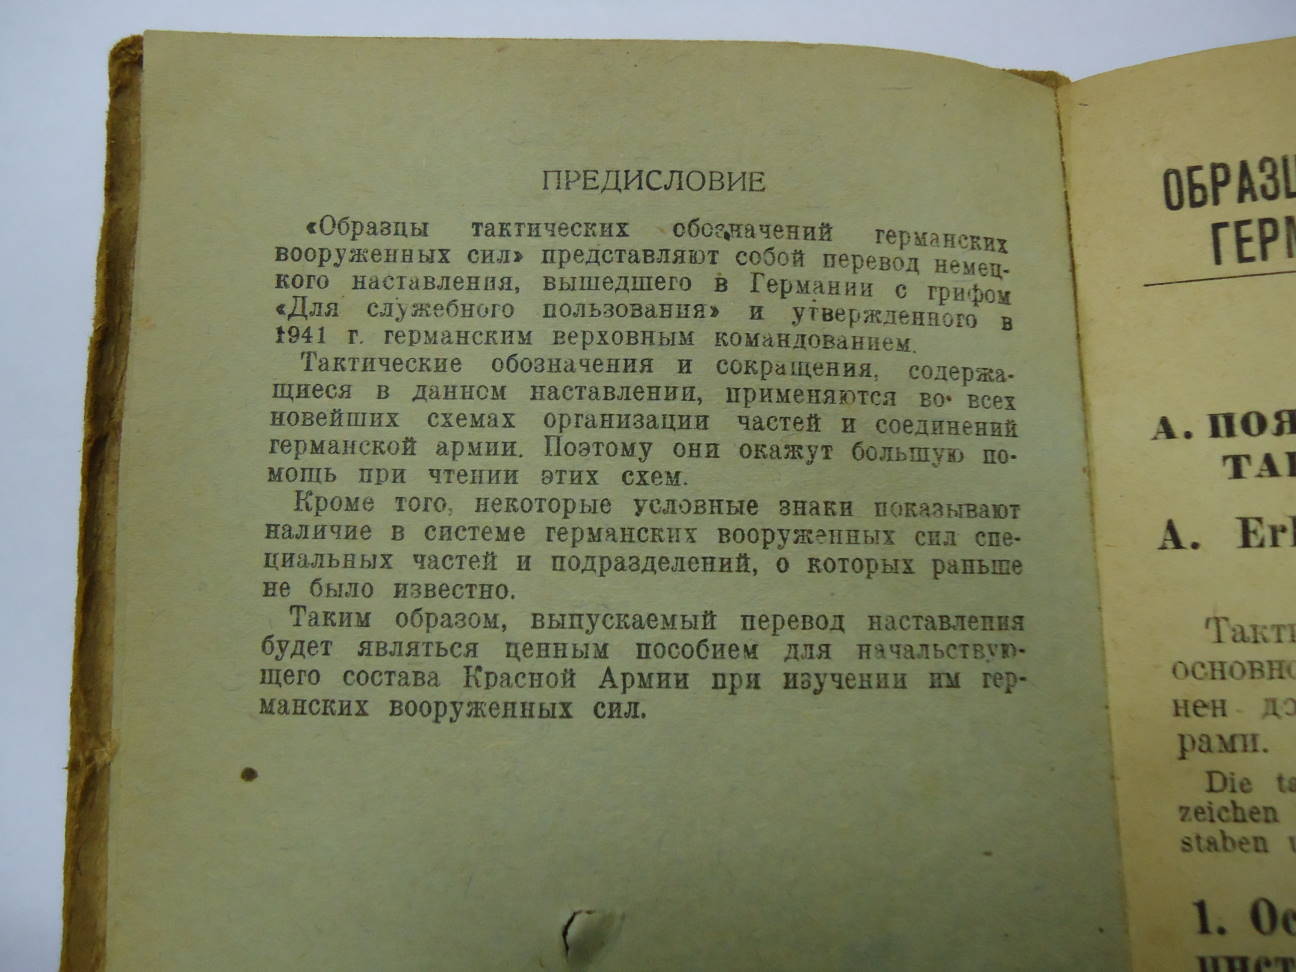 ПРЕДИСЛОВИЕ
«Образцы тактических обозначений германских
вооруженных сил» представляют собой перевод немец-
кого наставления, вышедшего в Германии с грифом
«Для служебного пользования» и утвержденного в
1941 г. германским верховным командованием.
Тактические обозначения и сокращения, содержа-
щиеся в данном наставлении, применяются во всех
новейших схемах организации частей и соединений
германской армии. Поэтому они окажут большую по-
мощь при чтении этих схем.
Кроме того, некоторые условные знаки показывают
наличие в системе германских вооруженных сил спе-
циальных частей и подразделений, о которых раньше
не было известно.
Таким образом, выпускаемый перевод наставления
будет являться ценным пособием для начальствую-
щего состава Красной Армии при изучении им гер-
манских вооруженных сил.
А. ПОЯ
ТАК
A. Erl
Такти
основно
нен
рами.
Die ta
zeichen
staben
1. Ос